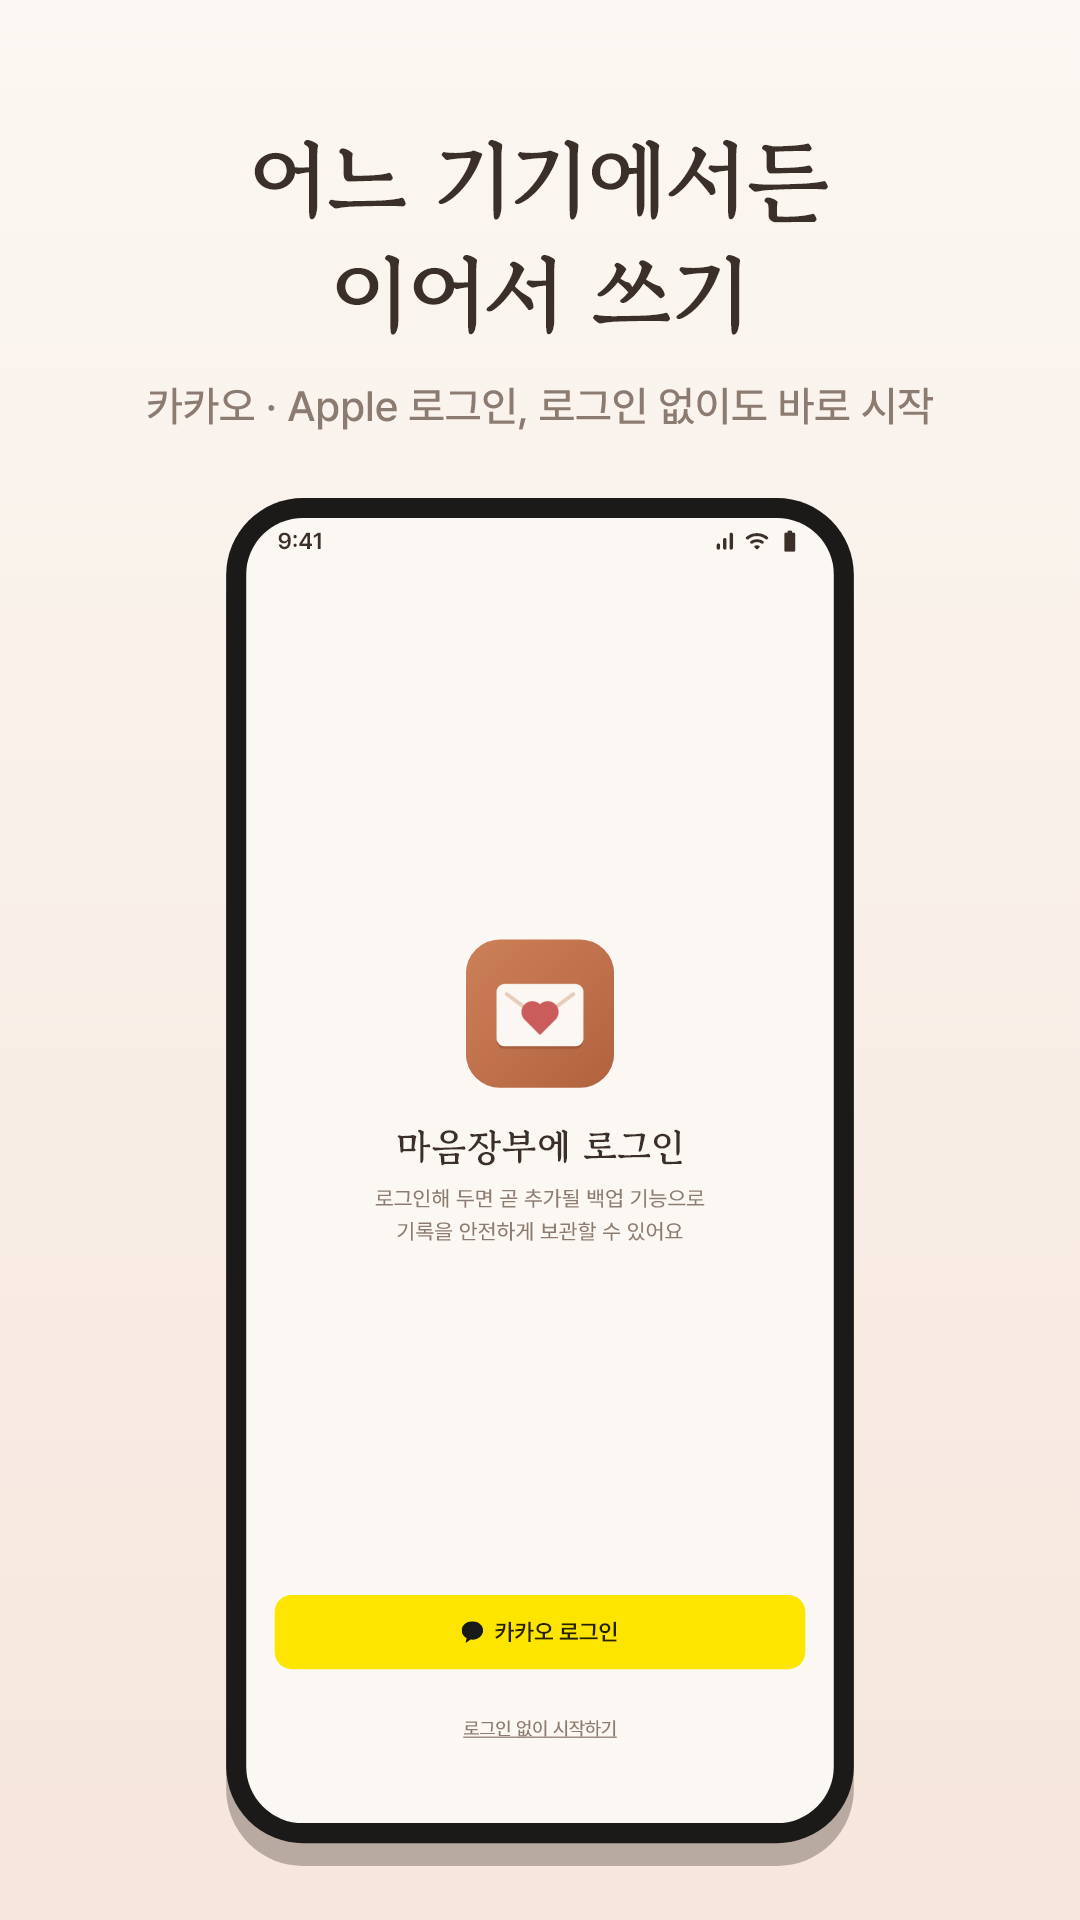 어느 기기에서든
이어서 쓰기
카카오 · Apple 로그인, 로그인 없이도 바로 시작
9:41
마음장부에 로그인
로그인해 두면 곧 추가될 백업 기능으로
기록을 안전하게 보관할 수 있어요
카카오 로그인
로그인 없이 시작하기